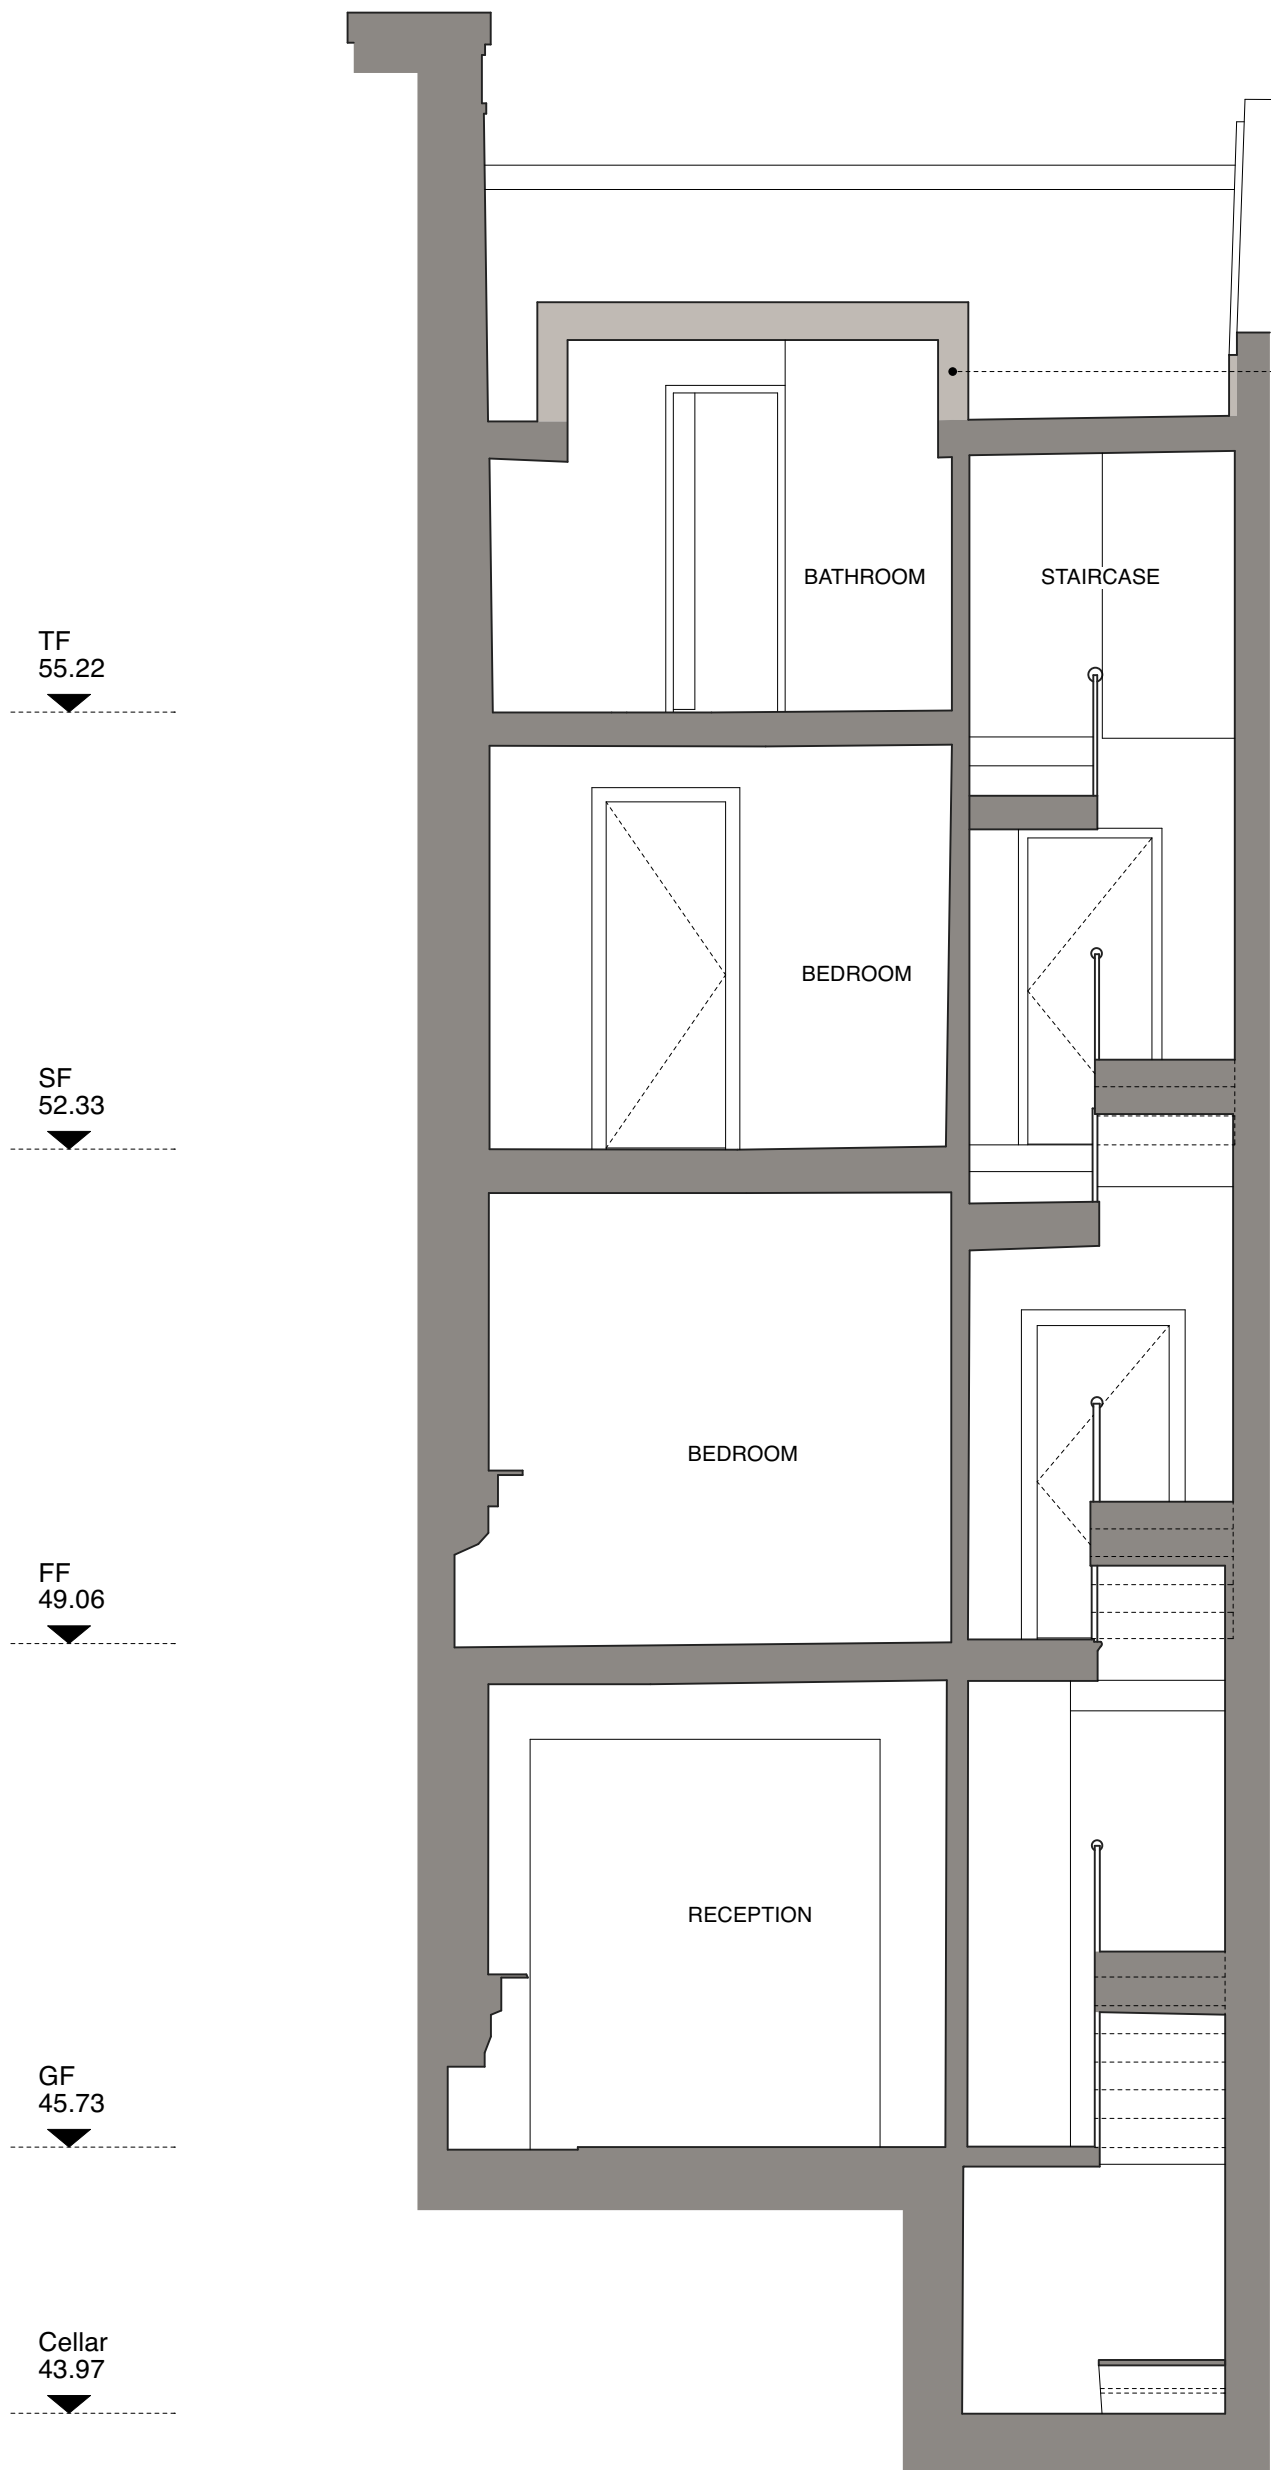 BATHROOM
STAIRCASE
TF
55.22
BEDROOM
SF
52.33
BEDROOM
FF
49.06
RECEPTION
GF
45.73
Cellar
43.97